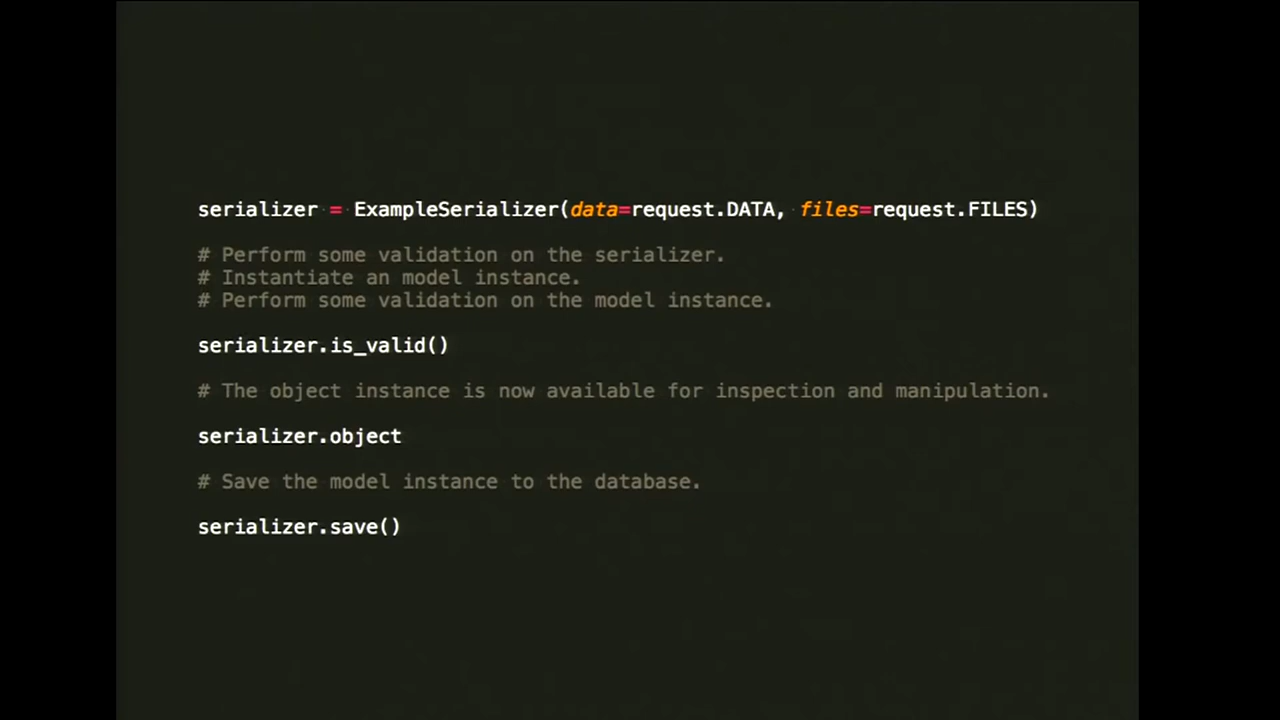 serializer = ExampleSerializer(data=request.DATA, files=request.FILES)
# Perform some validation on the serializer.
# Instantiate an model instance.
# Perform some validation on the model instance.
serializer.is_valid()
# The object instance is now available for inspection and manipulation.
serializer.object
# Save the model instance to the database.
serializer.save()